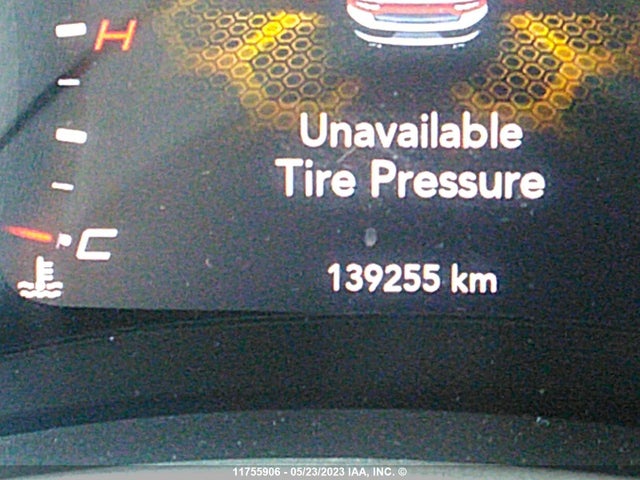 H
Unavailable
Tire Pressure
C
139255 km
11755906 - 05/23/2023 IAA, INC. ©